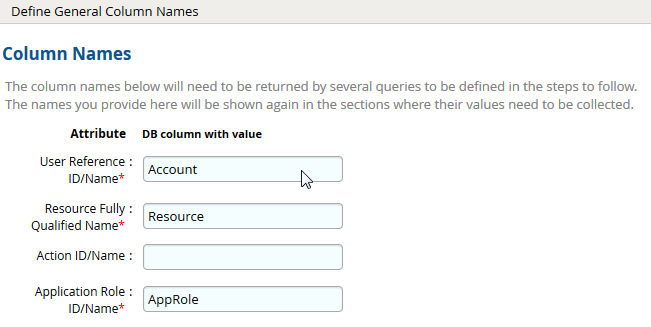 Define General Column Names
Column Names
The column names below will need to be returned by several queries to be defined in the steps to follow.
The names you provide here will be shown again in the sections where their values need to be collected.
Attribute DB column with value
User Reference :
ID/Name*
Account
Resource Fully :
Qualified Name*
Resource
Action ID/Name :
Application Role :
ID/Name*
AppRole